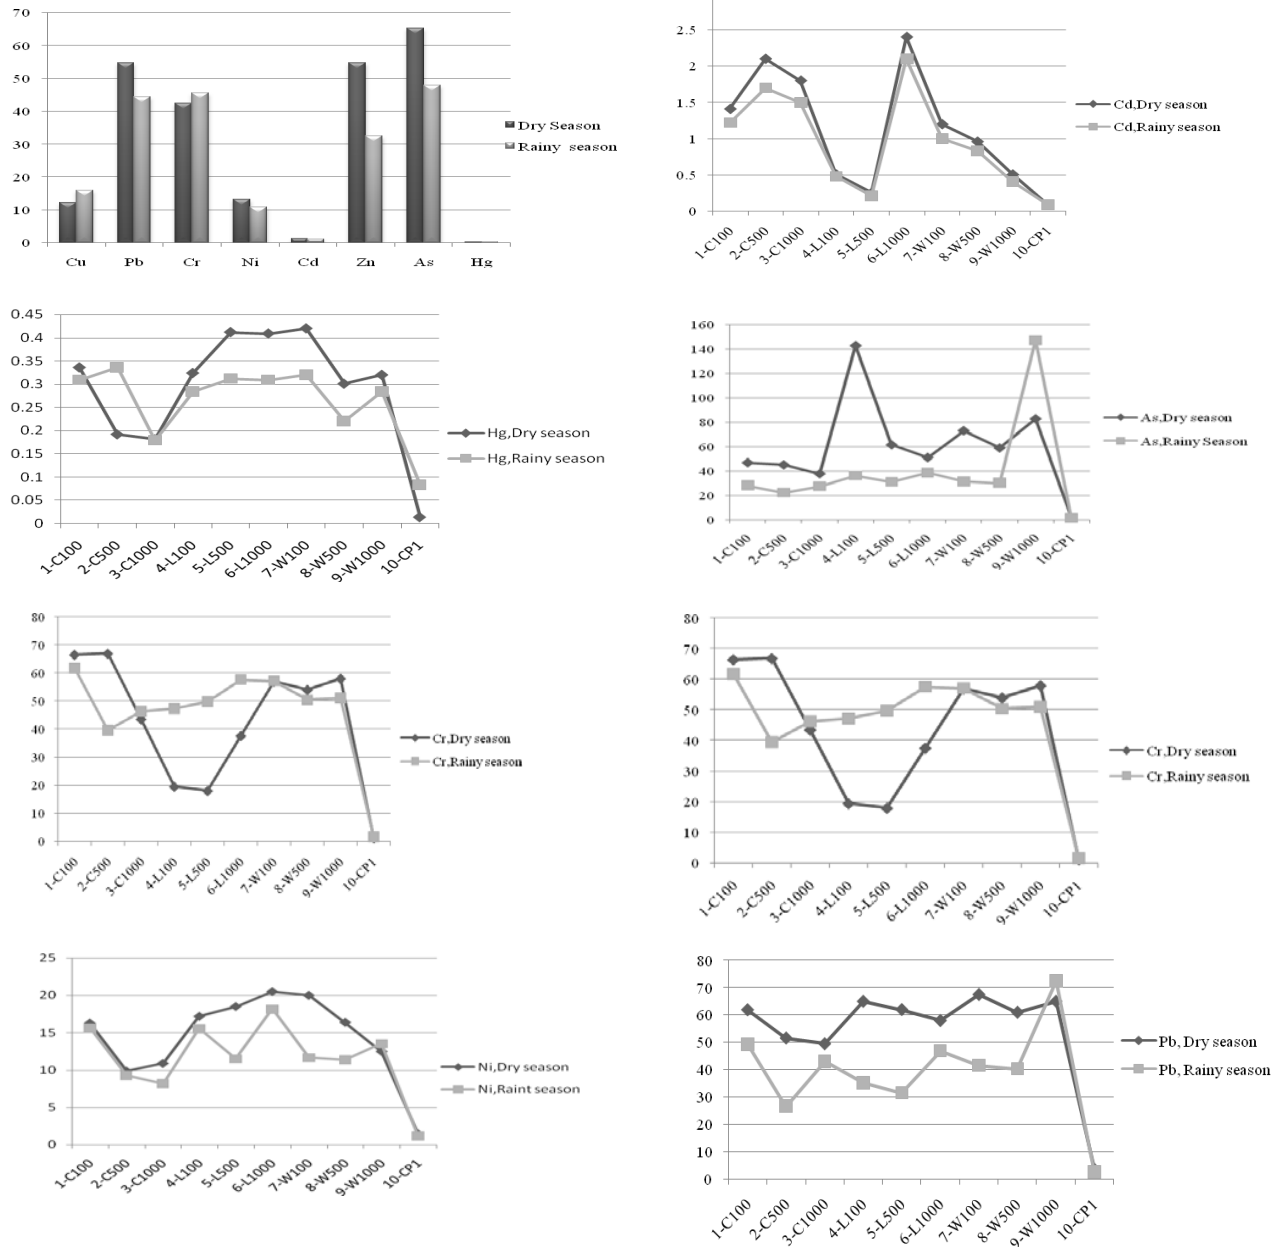 70
60
50
40
30
20
10
0
Cu Pb Cr Ni Cd Zn As Hg
Dry Season
Rainy season
2.5
2
1.5
1
0.5
0
1-C100 2-C500 3-C1000 4-L100 5-L500 6-L1000 7-W100 8-W500 9-W1000 10-CP1
Cd,Dry season
Cd,Rainy season
0.45
0.4
0.35
0.3
0.25
0.2
0.15
0.1
0.05
0
1-C100 2-C500 3-C1000 4-L100 5-L500 6-L1000 7-W100 8-W500 9-W1000 10-CP1
Hg,Dry season
Hg,Rainy season
160
140
120
100
80
60
40
20
0
1-C100 2-C500 3-C1000 4-L100 5-L500 6-L1000 7-W100 8-W500 9-W1000 10-CP1
As,Dry season
As,Rainy Season
80
70
60
50
40
30
20
10
0
1-C100 2-C500 3-C1000 4-L100 5-L500 6-L1000 7-W100 8-W500 9-W1000 10-CP1
Cr,Dry season
Cr,Rainy season
80
70
60
50
40
30
20
10
0
1-C100 2-C500 3-C1000 4-L100 5-L500 6-L1000 7-W100 8-W500 9-W1000 10-CP1
Cr,Dry season
Cr,Rainy season
25
20
15
10
5
0
1-C100 2-C500 3-C1000 4-L100 5-L500 6-L1000 7-W100 8-W500 9-W1000 10-CP1
Ni,Dry season
Ni,Raint season
80
70
60
50
40
30
20
10
0
1-C100 2-C500 3-C1000 4-L100 5-L500 6-L1000 7-W100 8-W500 9-W1000 10-CP1
Pb, Dry season
Pb, Rainy season